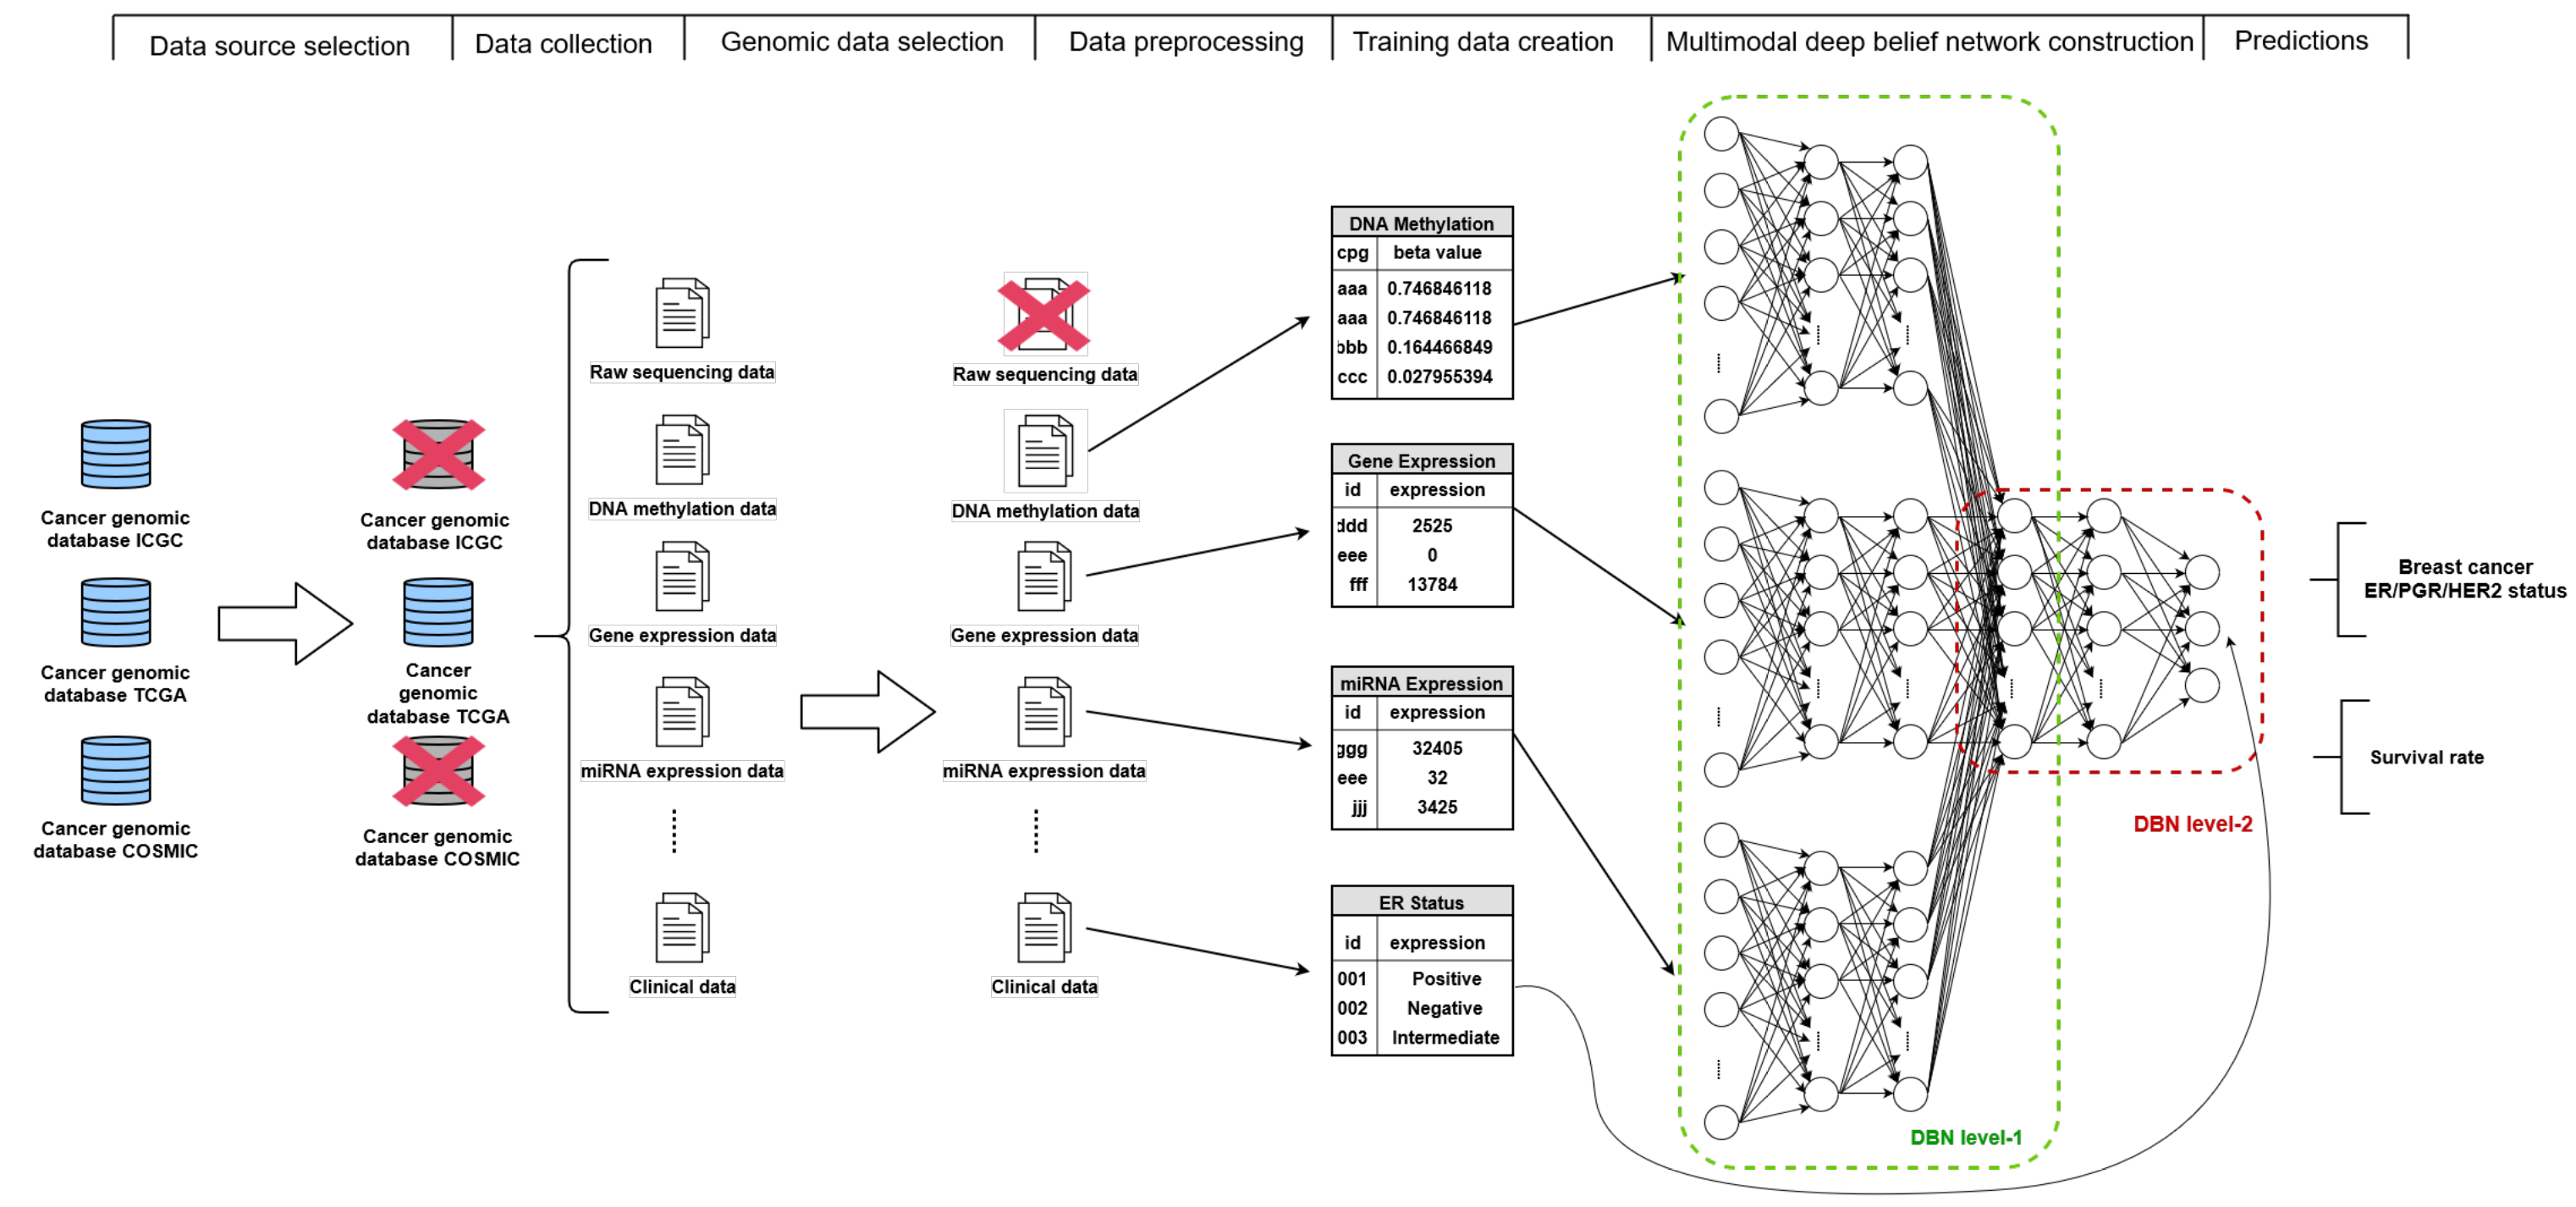 Data source selection
Data collection
Genomic data selection
Data preprocessing
Training data creation
Multimodal deep belief network construction
Predictions
Cancer genomic
database ICGC
Cancer genomic
database TCGA
Cancer genomic
database COSMIC
Cancer genomic
database ICGC
Cancer
genomic
database TCGA
Cancer genomic
database COSMIC
Raw sequencing data
DNA methylation data
Gene expression data
miRNA expression data
Clinical data
Raw sequencing data
DNA methylation data
Gene expression data
miRNA expression data
Clinical data
DNA Methylation
cpg beta value
aaa 0.746846118
aaa 0.746846118
bbb 0.164466849
ccc 0.027955394
Gene Expression
id expression
ddd 2525
eee 0
fff 13784
miRNA Expression
id expression
ggg 32405
eee 32
jjj 3425
ER Status
id expression
001 Positive
002 Negative
003 Intermediate
DBN level-1
DBN level-2
Breast cancer
ER/PGR/HER2 status
Survival rate